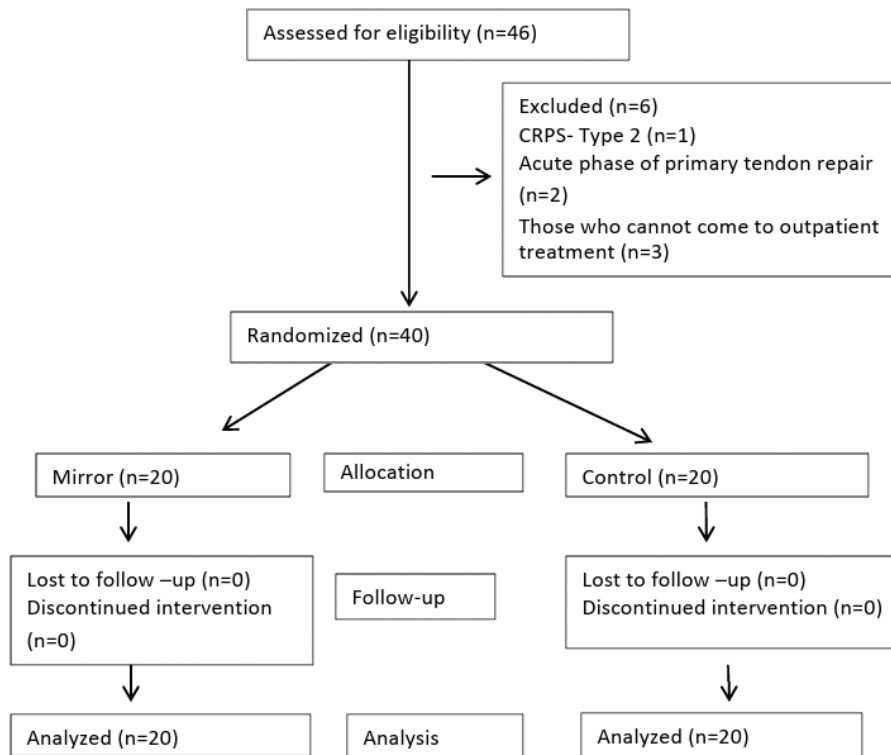 Assessed for eligibility (n=46)
Excluded (n=6)
CRPS- Type 2 (n=1)
Acute phase of primary tendon repair
(n=2)
Those who cannot come to outpatient
treatment (n=3)
Randomized (n=40)
Mirror (n=20)
Allocation
Control (n=20)
Lost to follow –up (n=0)
Discontinued intervention
(n=0)
Follow-up
Lost to follow –up (n=0)
Discontinued intervention (n=0)
Analyzed (n=20)
Analysis
Analyzed (n=20)